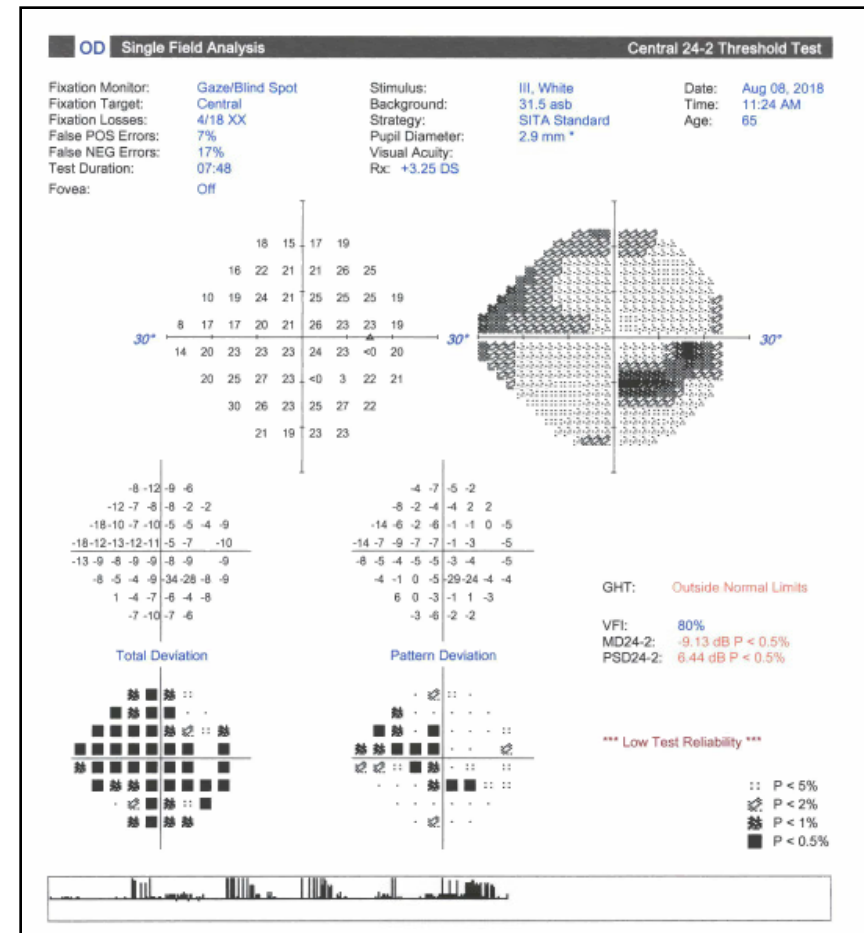 OD Single Field Analysis Central 24-2 Threshold Test
Fixation Monitor: Gaze/Blind Spot Stimulus: III, White Date: Aug 08, 2018
Fixation Target: Central Background: 31.5 asb Time: 11:24 AM
Fixation Losses: 4/18 XX Strategy: SITA Standard Age: 65
False POS Errors: 7% Pupil Diameter: 2.9 mm *
False NEG Errors: 17% Visual Acuity:
Test Duration: 07:48 Rx: +3.25 DS
Fovea: Off
18 15 17 19
16 22 21 21 26 25
10 19 24 21 25 25 25 19
8 17 17 20 21 26 23 23 19
30° 30° 30°
14 20 23 23 23 24 23 <0 20
20 25 27 23 <0 3 22 21
30 26 23 25 27 22
21 19 23 23
-8 -12 -9 -6 -4 -7 -5 -2
-12 -7 -8 -8 -2 -2 -8 -2 -4 -4 2 2
-18 -10 -7 -10 -5 -5 -4 -9 -14 -6 -2 -6 -1 -1 0 -5
-18 -12 -13 -12 -11 -5 -7 -10 -14 -7 -9 -7 -7 -1 -3 -5
-13 -9 -8 -9 -9 -8 -9 -9 -8 -5 -4 -5 -5 -3 -4 -5
-8 -5 -4 -9 -34 -28 -8 -9 -4 -1 0 -5 -29 -24 -4 -4
1 -4 -7 -6 -4 -8 6 0 -3 -1 1 -3
-7 -10 -7 -6 -3 -6 -2 -2
GHT: Outside Normal Limits
VFI: 80%
MD24-2: -9.13 dB P < 0.5%
PSD24-2: 6.44 dB P < 0.5%
Total Deviation Pattern Deviation
*** Low Test Reliability ***
P < 5%
P < 2%
P < 1%
P < 0.5%